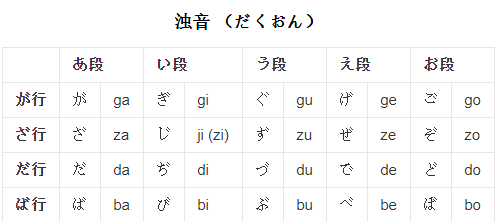 浊音 （だくおん）
あ段 い段 う段 え段 お段
が行 が ga ぎ gi ぐ gu げ ge ご go
ざ行 ざ za じ ji (zi) ず zu ぜ ze ぞ zo
だ行 だ da ぢ di づ du で de ど do
ば行 ば ba び bi ぶ bu べ be ぼ bo